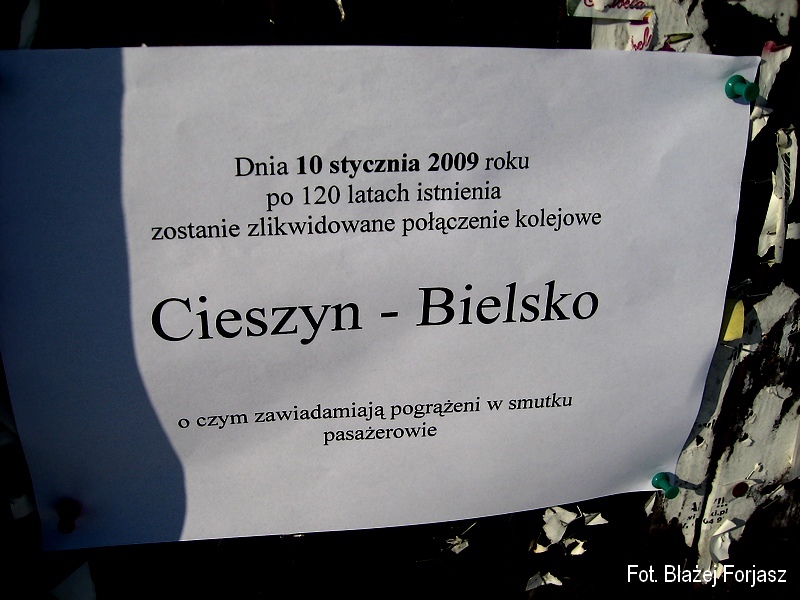 Dnia 10 stycznia 2009 roku
po 120 latach istnienia
zostanie zlikwidowane połączenie kolejowe
Cieszyn - Bielsko
o czym zawiadamiają pogrążeni w smutku
pasażerowie
Fot. Błażej Forjasz